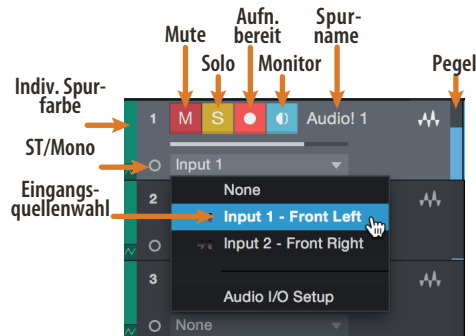 Aufn.
bereit
Spur-
name
Mute
Solo
Monitor
Pegel
Indiv. Spur-
farbe
1
M
S
Audio! 1
ST/Mono
Input 1
Eingangs-
quellenwahl
None
2
Input 1 - Front Left
Input 2 - Front Right
3
Audio I/O Setup
None